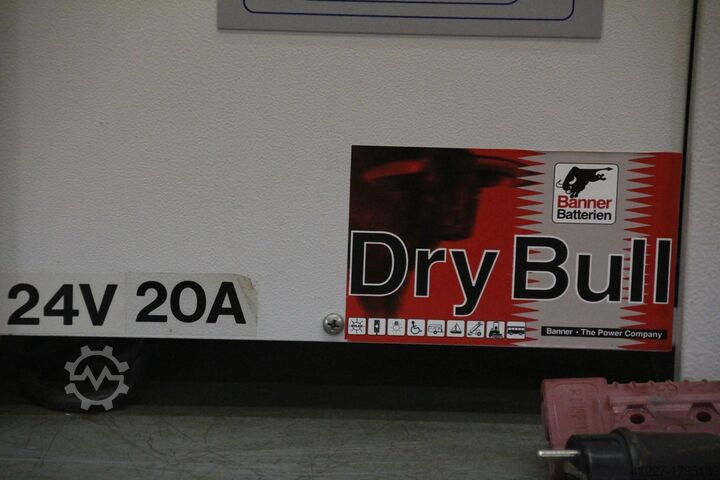 Banner
Batterien
Dry Bull
24V 20A
Banner • The Power Company